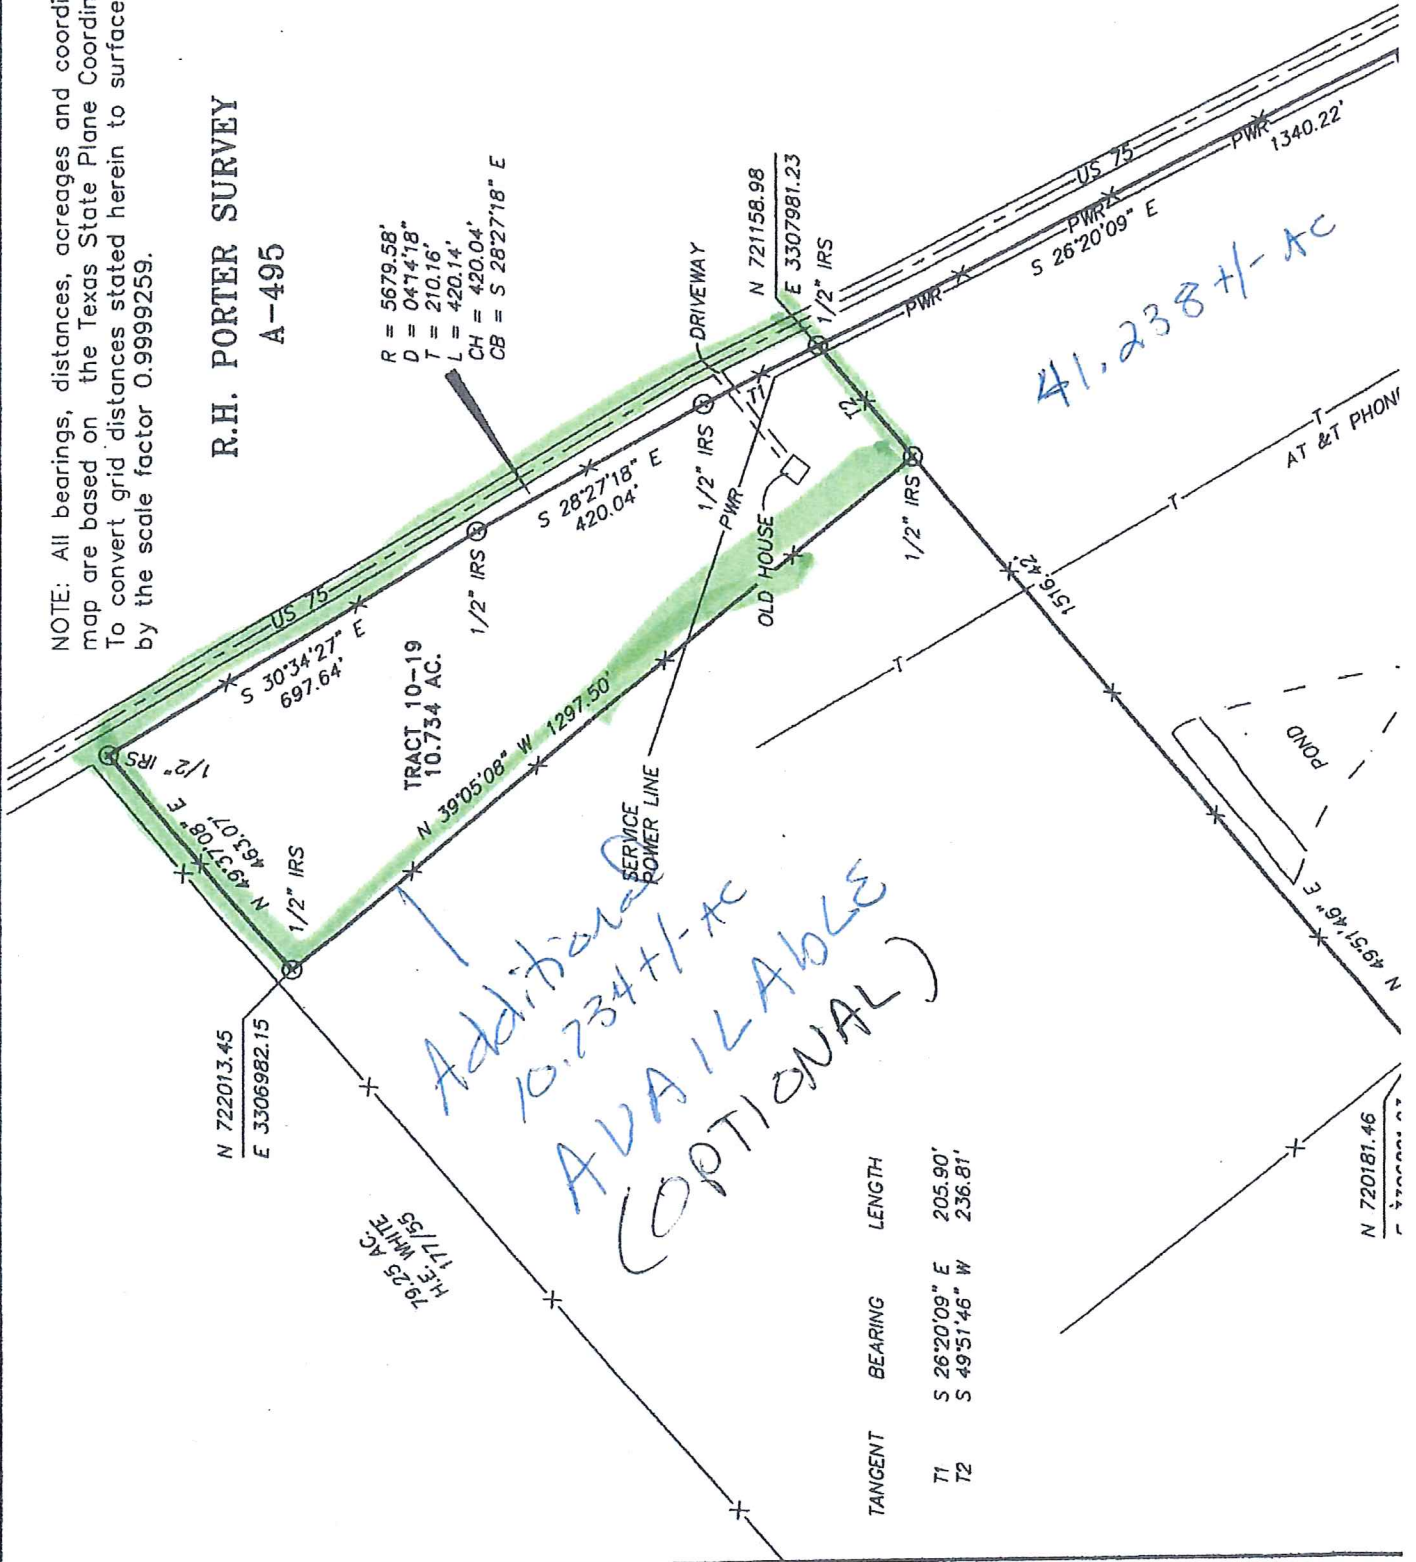 NOTE: All bearings, distances, acreages and coordi
map are based on the Texas State Plane Coordin
To convert grid distances stated herein to surface
by the scale factor 0.9999259.
R.H. PORTER SURVEY
A-495
R = 5679.58'
D = 04°14'18"
T = 210.16'
L = 420.14'
CH = 420.04'
CB = S 28°27'18" E
DRIVEWAY
N 721158.98
E 3307981.23
1/2" IRS
US 75
PWR
PWR
PWR
S 26°20'09" E
1340.22'
41.238 +/- AC
US 75
S 30°34'27" E
697.64'
1/2" IRS
S 28°27'18" E
420.04'
1/2" IRS
T1
T2
PWR
OLD HOUSE
1/2" IRS
1/2" IRS
N 49°37'08" E
463.07'
1/2" IRS
TRACT 10-19
10.734 AC.
N 39°05'08" W 1297.50'
SERVICE
POWER LINE
T
T
T
AT &T PHON
1516.42'
N 49°51'46" E
POND
N 722013.45
E 3306982.15
Additional
10.734 +/- AC
AVAILAbLE
(OPTIONAL)
79.25 AC.
H.E. WHITE
177/55
TANGENT BEARING LENGTH
T1 S 26°20'09" E 205.90'
T2 S 49°51'46" W 236.81'
N 720181.46